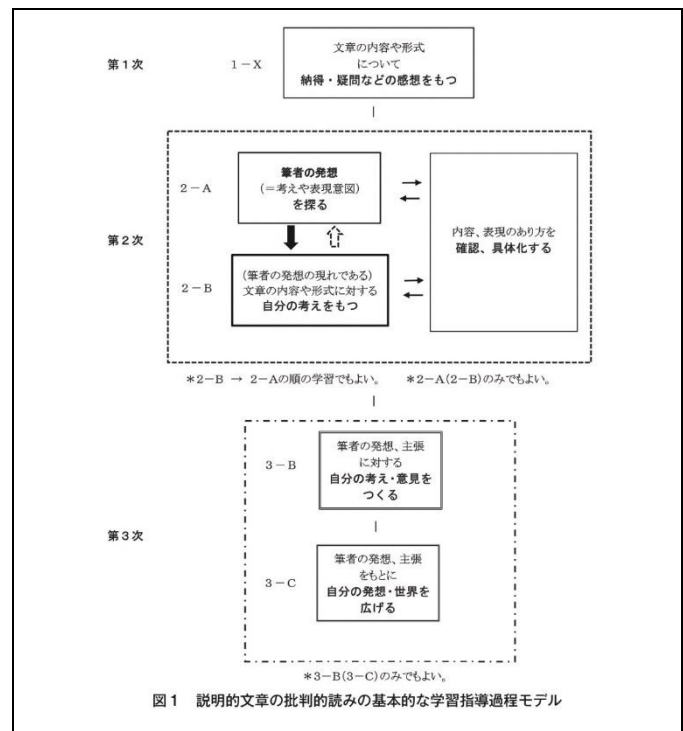 第1次
1－X
文章の内容や形式
について
納得・疑問などの感想をもつ
第2次
2－A
筆者の発想
(＝考えや表現意図)
を探る
2－B
(筆者の発想の現れである)
文章の内容や形式に対する
自分の考えをもつ
内容、表現のあり方を
確認、具体化する
＊2－B → 2－Aの順の学習でもよい。 ＊2－A(2－B)のみでもよい。
第3次
3－B
筆者の発想、主張
に対する
自分の考え・意見を
つくる
3－C
筆者の発想、主張
をもとに
自分の発想・世界を
広げる
＊3－B(3－C)のみでもよい。
図1 説明的文章の批判的読みの基本的な学習指導過程モデル